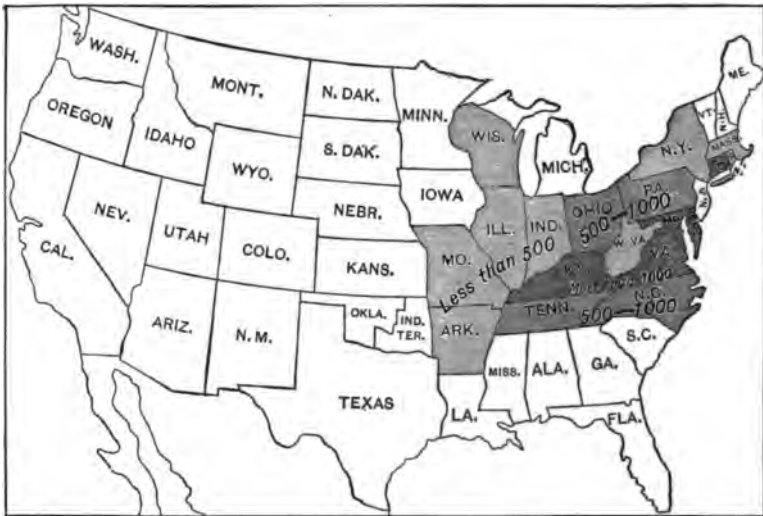 WASH.
MONT.
N. DAK.
MINN.
ME.
OREGON
IDAHO
WYO.
S. DAK.
WIS.
MICH.
VT.
N.H.
MASS.
N.Y.
IOWA
NEBR.
NEV.
UTAH
COLO.
CAL.
KANS.
MO.
ILL.
IND.
OHIO
PA.
N.J.
W. VA.
VA.
KY.
Less than 500
500–1000
TENN.
N.C.
500–1000
ARIZ.
N.M.
OKLA.
IND.
TER.
ARK.
S.C.
MISS.
ALA.
GA.
TEXAS
LA.
FLA.